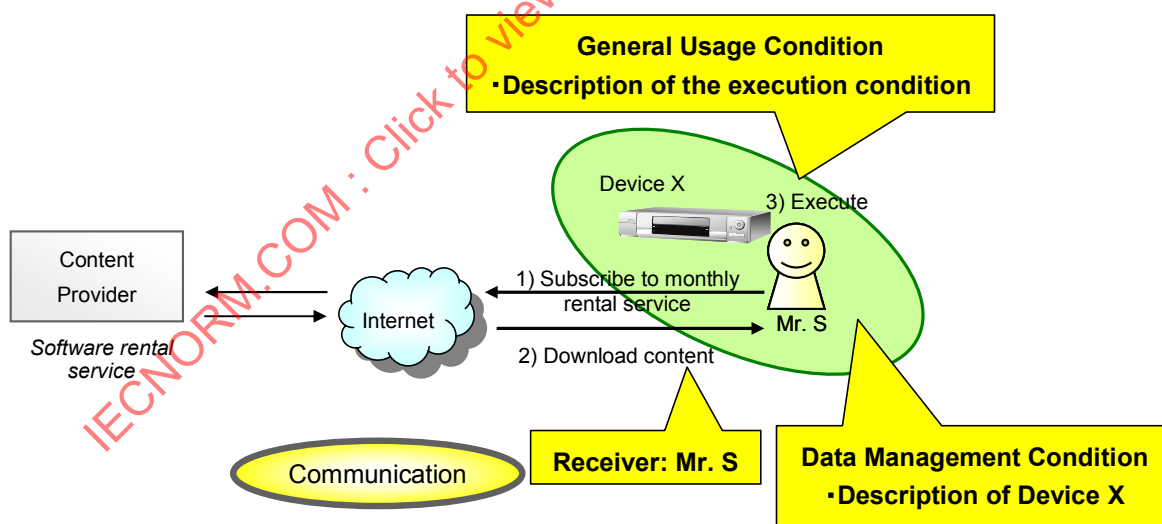 General Usage Condition
・Description of the execution condition
IECNORM.COM : Click to view
Device X
3) Execute
Content
Provider
Software rental
service
Internet
1) Subscribe to monthly
rental service
Mr. S
2) Download content
Communication
Receiver: Mr. S
Data Management Condition
・Description of Device X